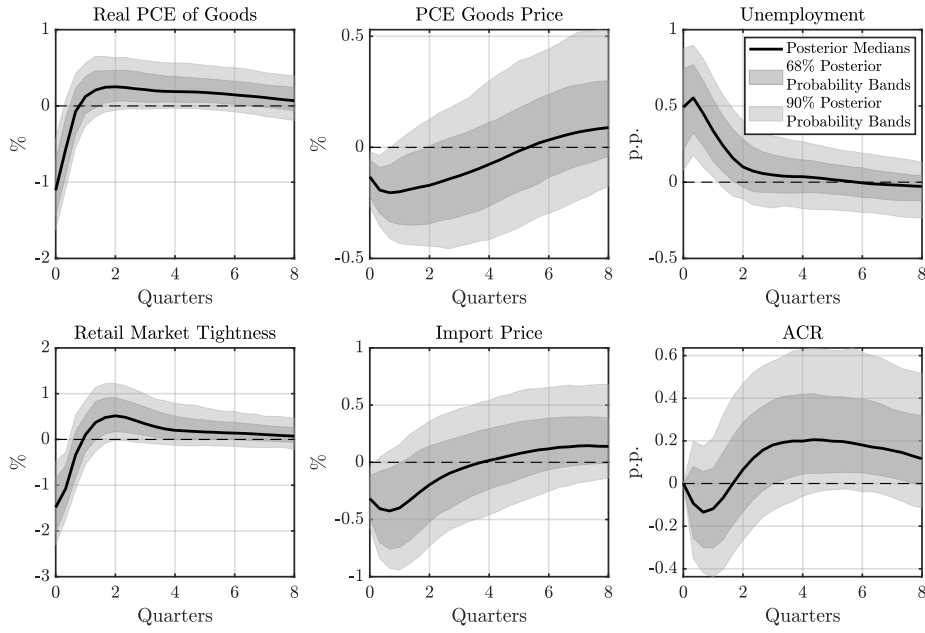 Real PCE of Goods
1
0
-1
-2
%
0 2 4 6 8
Quarters
PCE Goods Price
0.5
0
-0.5
%
0 2 4 6 8
Quarters
Unemployment
1
0.5
0
-0.5
p.p.
0 2 4 6 8
Quarters
Posterior Medians
68% Posterior
Probability Bands
90% Posterior
Probability Bands
Retail Market Tightness
2
1
0
-1
-2
-3
%
0 2 4 6 8
Quarters
Import Price
1
0.5
0
-0.5
-1
%
0 2 4 6 8
Quarters
ACR
0.6
0.4
0.2
0
-0.2
-0.4
p.p.
0 2 4 6 8
Quarters